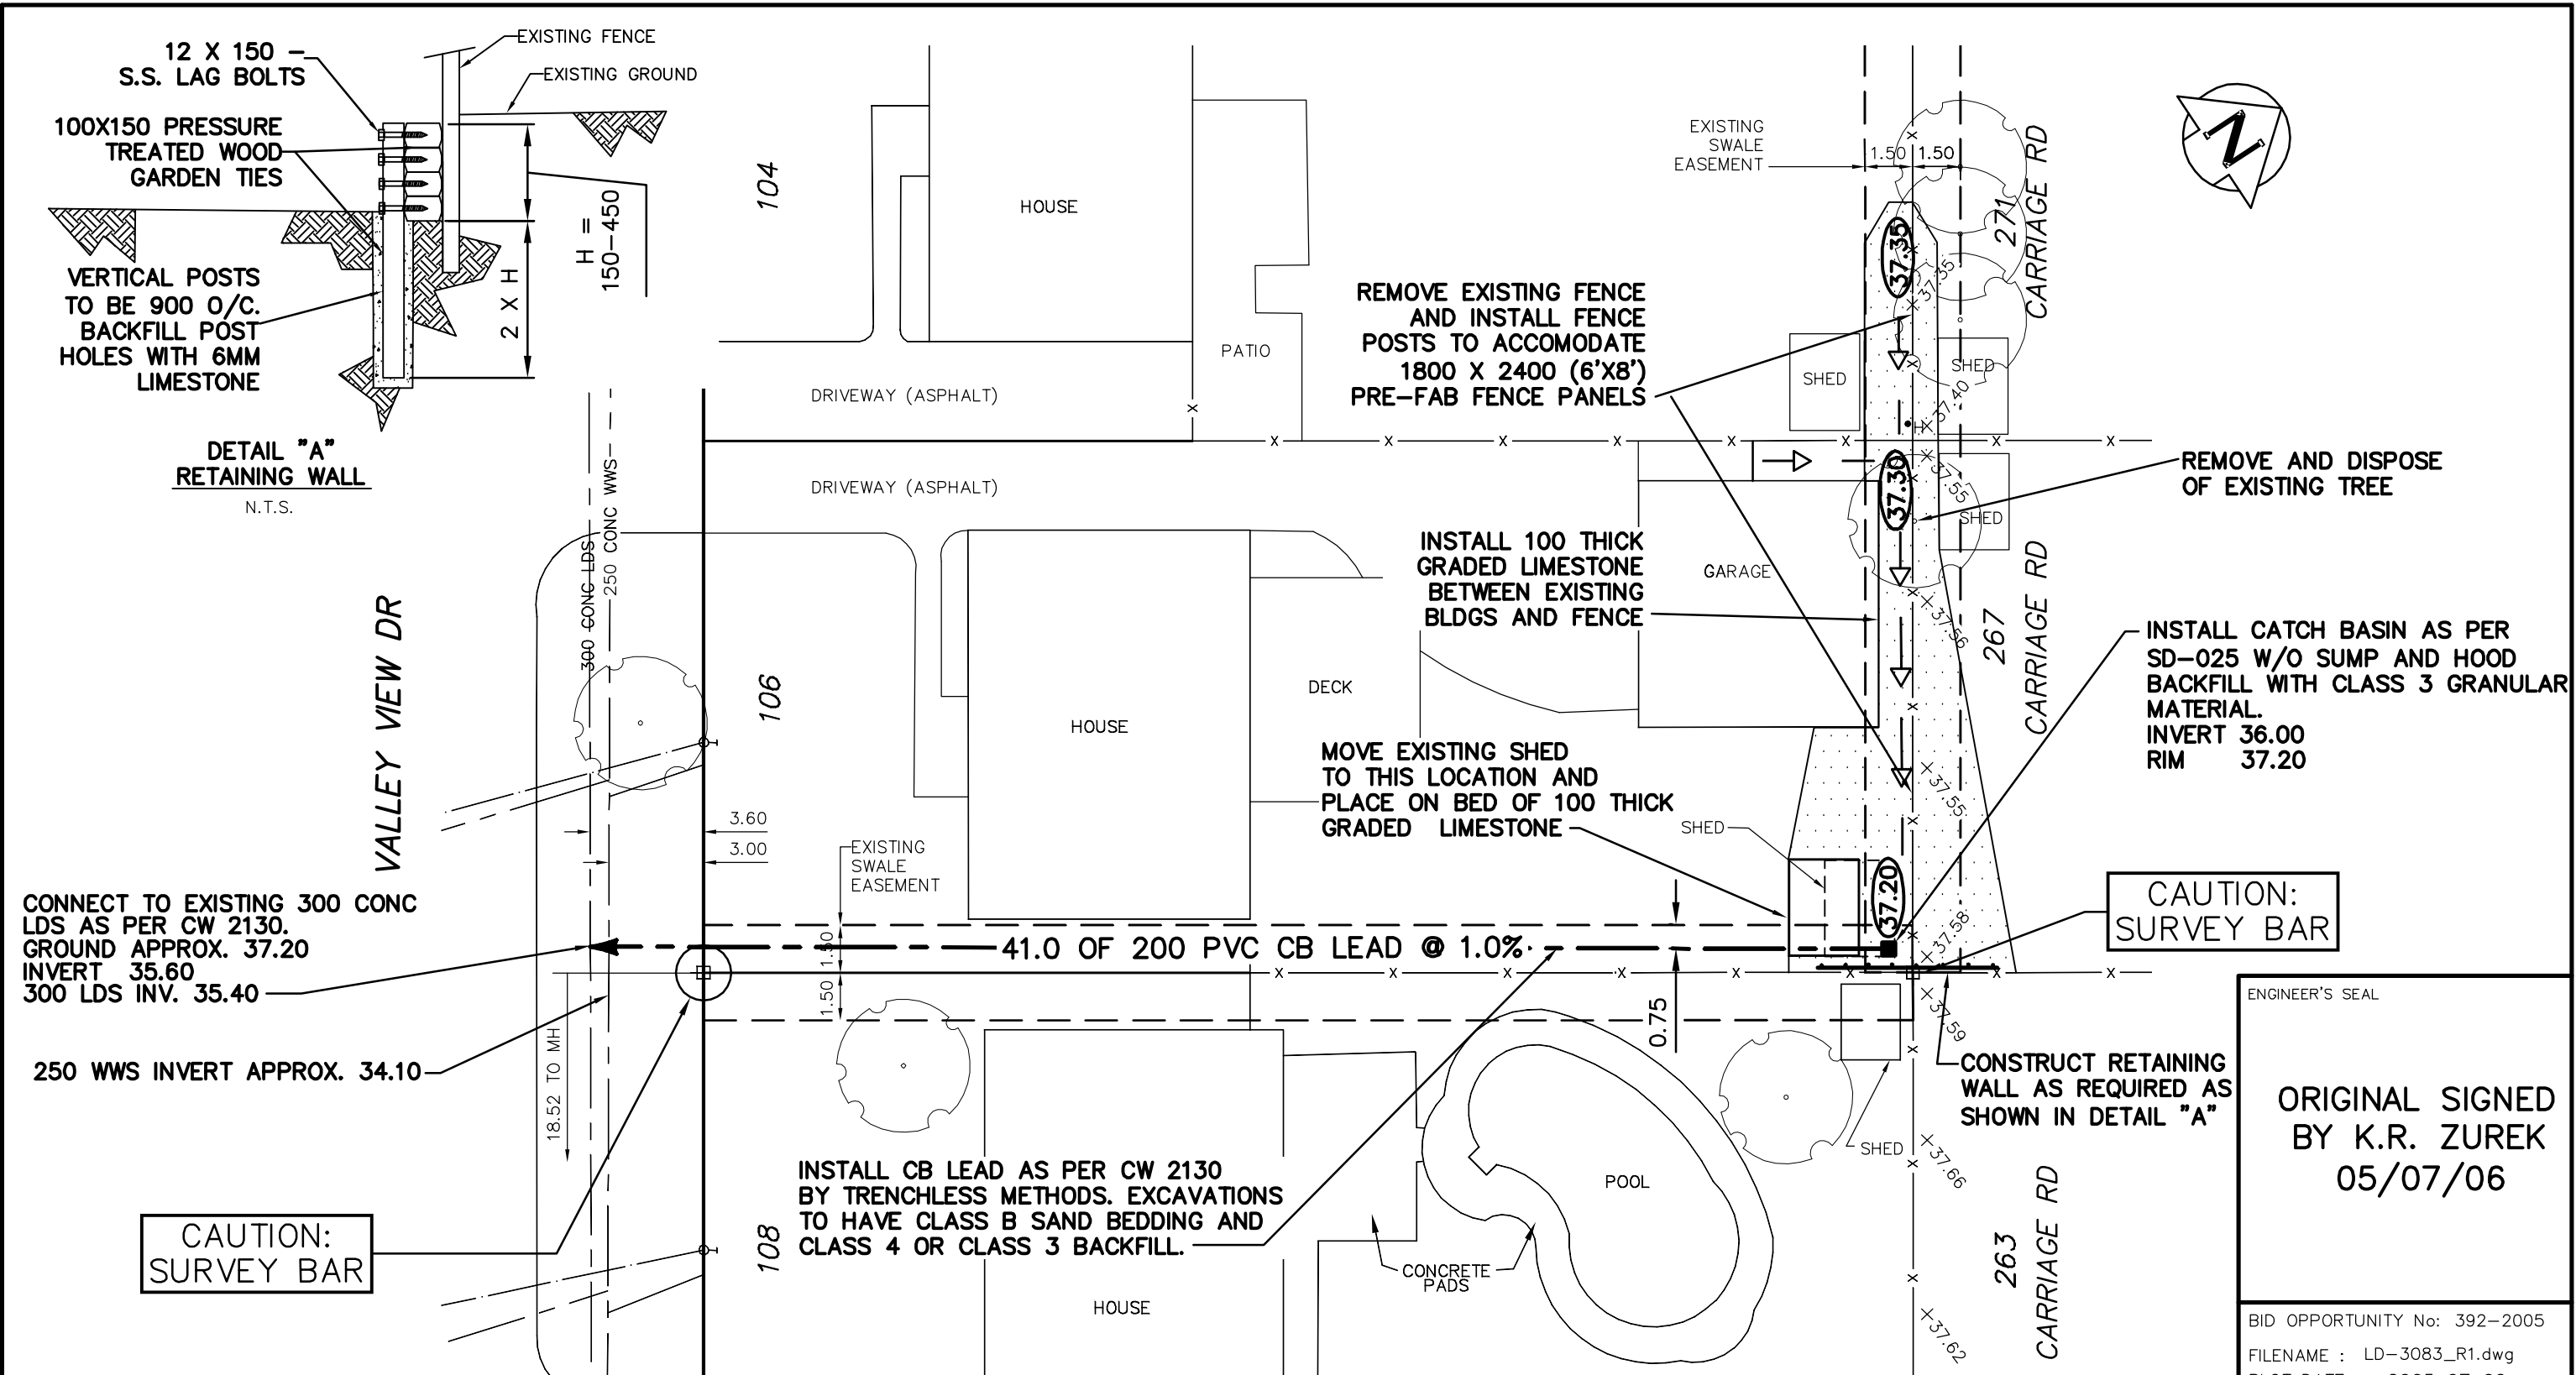 12 X 150
S.S. LAG BOLTS
EXISTING FENCE
EXISTING GROUND
100X150 PRESSURE
TREATED WOOD
GARDEN TIES
VERTICAL POSTS
TO BE 900 O/C.
BACKFILL POST
HOLES WITH 6MM
LIMESTONE
H =
150-450
2 X H
DETAIL "A"
RETAINING WALL
N.T.S.
104
HOUSE
PATIO
DRIVEWAY (ASPHALT)
DRIVEWAY (ASPHALT)
EXISTING
SWALE
EASEMENT
1.50
1.50
271
CARRIAGE RD
N
37.35
37.35
REMOVE EXISTING FENCE
AND INSTALL FENCE
POSTS TO ACCOMODATE
1800 X 2400 (6'X8')
PRE-FAB FENCE PANELS
SHED
SHED
37.40
H
37.30
37.55
SHED
REMOVE AND DISPOSE
OF EXISTING TREE
300 CONC LDS
250 CONC WWS
VALLEY VIEW DR
106
HOUSE
DECK
GARAGE
INSTALL 100 THICK
GRADED LIMESTONE
BETWEEN EXISTING
BLDGS AND FENCE
37.56
267
CARRIAGE RD
INSTALL CATCH BASIN AS PER
SD-025 W/O SUMP AND HOOD
BACKFILL WITH CLASS 3 GRANULAR
MATERIAL.
INVERT 36.00
RIM 37.20
MOVE EXISTING SHED
TO THIS LOCATION AND
PLACE ON BED OF 100 THICK
GRADED LIMESTONE
SHED
37.55
37.20
37.58
3.60
3.00
EXISTING
SWALE
EASEMENT
CAUTION:
SURVEY BAR
CONNECT TO EXISTING 300 CONC
LDS AS PER CW 2130.
GROUND APPROX. 37.20
INVERT 35.60
300 LDS INV. 35.40
1.50
41.0 OF 200 PVC CB LEAD @ 1.0%
1.50
0.75
18.52 TO MH
250 WWS INVERT APPROX. 34.10
37.59
CONSTRUCT RETAINING
WALL AS REQUIRED AS
SHOWN IN DETAIL "A"
SHED
37.66
INSTALL CB LEAD AS PER CW 2130
BY TRENCHLESS METHODS. EXCAVATIONS
TO HAVE CLASS B SAND BEDDING AND
CLASS 4 OR CLASS 3 BACKFILL.
108
HOUSE
POOL
CONCRETE
PADS
263
CARRIAGE RD
37.62
CAUTION:
SURVEY BAR
ENGINEER'S SEAL
ORIGINAL SIGNED
BY K.R. ZUREK
05/07/06
BID OPPORTUNITY No: 392-2005
FILENAME : LD-3083_R1.dwg